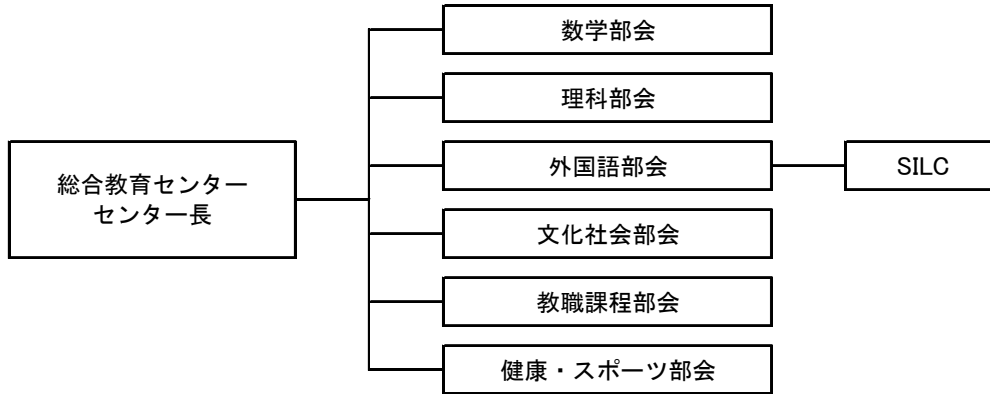 数学部会
理科部会
総合教育センター
センター長
外国語部会
SILC
文化社会部会
教職課程部会
健康・スポーツ部会